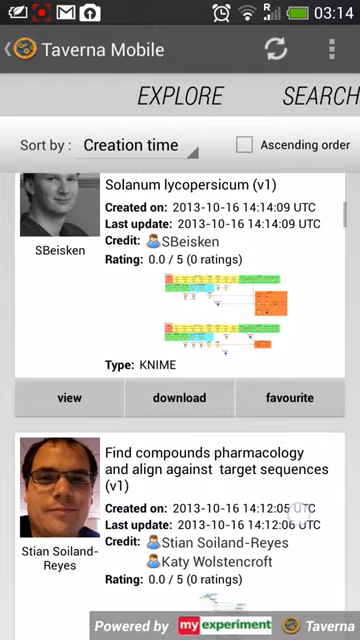 03:14
Taverna Mobile
EXPLORE
SEARCH
Sort by :
Creation time
Ascending order
Solanum lycopersicum (v1)
Created on: 2013-10-16 14:14:09 UTC
Last update: 2013-10-16 14:14:09 UTC
Credit: SBeisken
Rating: 0.0 / 5 (0 ratings)
SBeisken
Type: KNIME
view
download
favourite
Find compounds pharmacology
and align against target sequences
(v1)
Created on: 2013-10-16 14:12:05 UTC
Last update: 2013-10-16 14:12:06 UTC
Credit: Stian Soiland-Reyes
Katy Wolstencroft
Rating: 0.0 / 5 (0 ratings)
Stian Soiland-
Reyes
Powered by my experiment Taverna